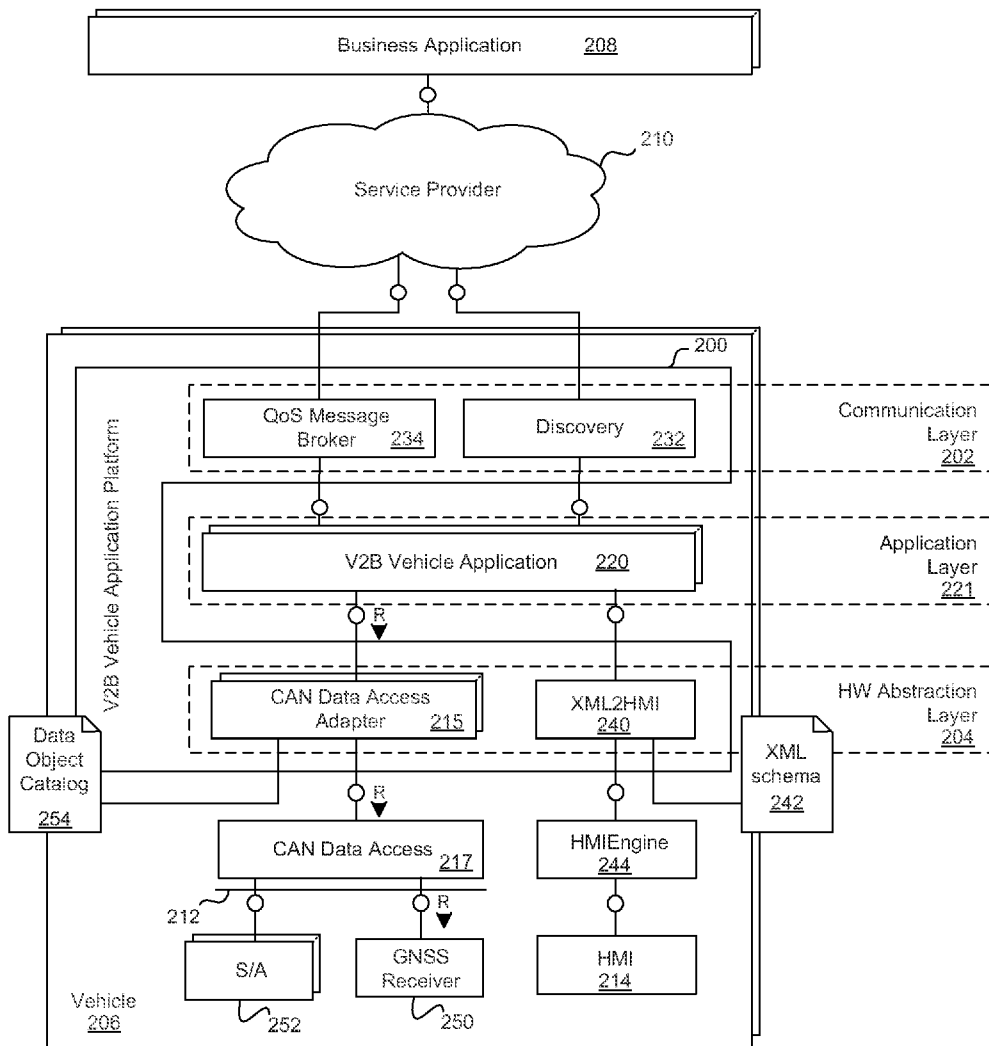 Business Application 208
210
Service Provider
200
QoS Message
Broker 234
Discovery 232
Communication
Layer
202
V2B Vehicle Application Platform
V2B Vehicle Application 220
Application
Layer
221
R
CAN Data Access
Adapter 215
XML2HMI
240
HW Abstraction
Layer
204
Data
Object
Catalog
254
XML
schema
242
R
CAN Data Access 217
HMIEngine
244
212
R
S/A
GNSS
Receiver
HMI
214
Vehicle
206
252
250